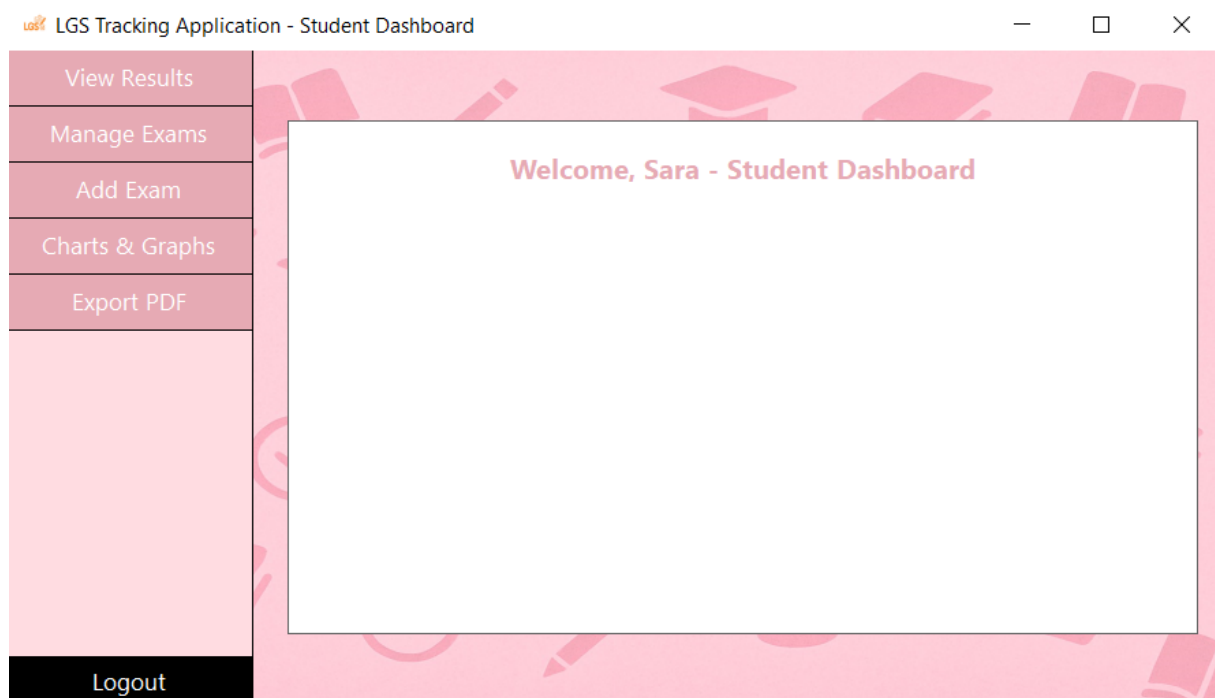 LGS LGS Tracking Application - Student Dashboard
View Results
Manage Exams
Add Exam
Charts & Graphs
Export PDF
Logout
Welcome, Sara - Student Dashboard